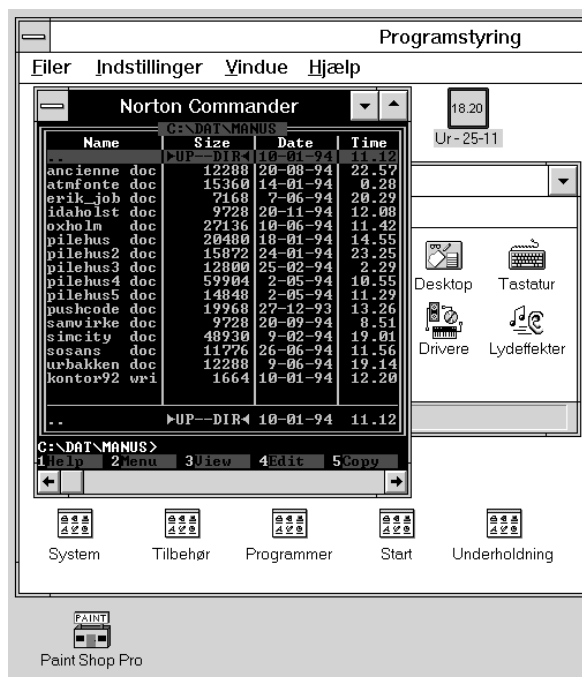 Programstyring
Filer Indstillinger Vindue Hjælp
Norton Commander
18.20
Ur - 25-11
C:\DAT\MANUS
Name Size Date Time
.. ►UP--DIR◄ 10-01-94 11.12
ancienne doc 12288 20-08-94 22.57
atmfonte doc 15360 14-01-94 0.28
erik_job doc 7168 7-06-94 20.29
idaholst doc 9728 20-11-94 12.08
oxholm doc 27136 10-06-94 11.42
pilehus doc 20480 18-01-94 14.55
pilehus2 doc 15872 24-01-94 23.25
pilehus3 doc 12800 25-02-94 2.29
pilehus4 doc 59904 2-05-94 10.55
pilehus5 doc 14848 2-05-94 11.29
pushcode doc 19968 27-12-93 13.26
samvirke doc 9728 20-09-94 8.51
simcity doc 48930 9-02-94 19.01
sosans doc 11776 26-06-94 11.56
urbakken doc 12288 9-06-94 19.14
kontor92 wri 1664 10-01-94 12.20
.. ►UP--DIR◄ 10-01-94 11.12
C:\DAT\MANUS>
1Help 2Menu 3View 4Edit 5Copy
Desktop Tastatur
Drivere Lydeffekter
System Tilbehør Programmer Start Underholdning
PAINT
Paint Shop Pro